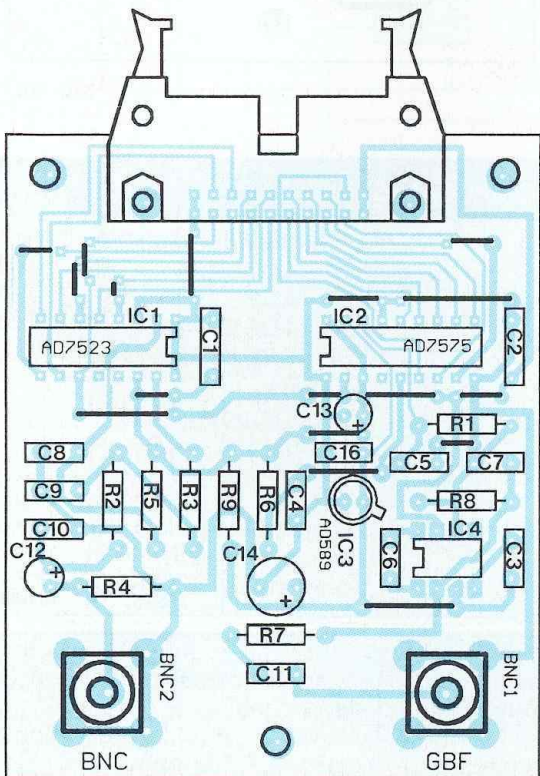 IC1
IC2
AD7523
C1
AD7575
C2
C13
R1
C8
C16
C5
C7
C9
R2
R5
R3
R9
R6
C4
R8
C10
IC3
AD589
IC4
C12
C14
C6
C3
R4
R7
C11
BNC2
BNC1
BNC
GBF